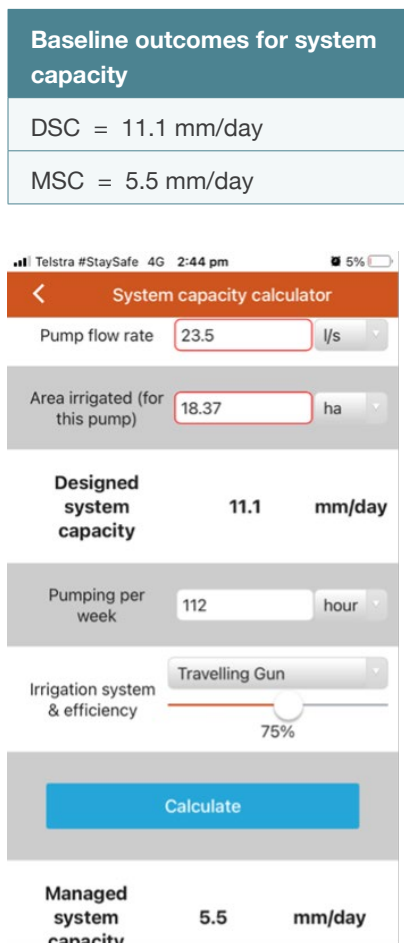 Baseline outcomes for system
capacity
DSC = 11.1 mm/day
MSC = 5.5 mm/day
Telstra #StaySafe 4G 2:44 pm 5%
System capacity calculator
Pump flow rate 23.5 l/s
Area irrigated (for
this pump) 18.37 ha
Designed
system
capacity 11.1 mm/day
Pumping per
week 112 hour
Travelling Gun
Irrigation system
& efficiency
75%
Calculate
Managed
system 5.5 mm/day
capacity